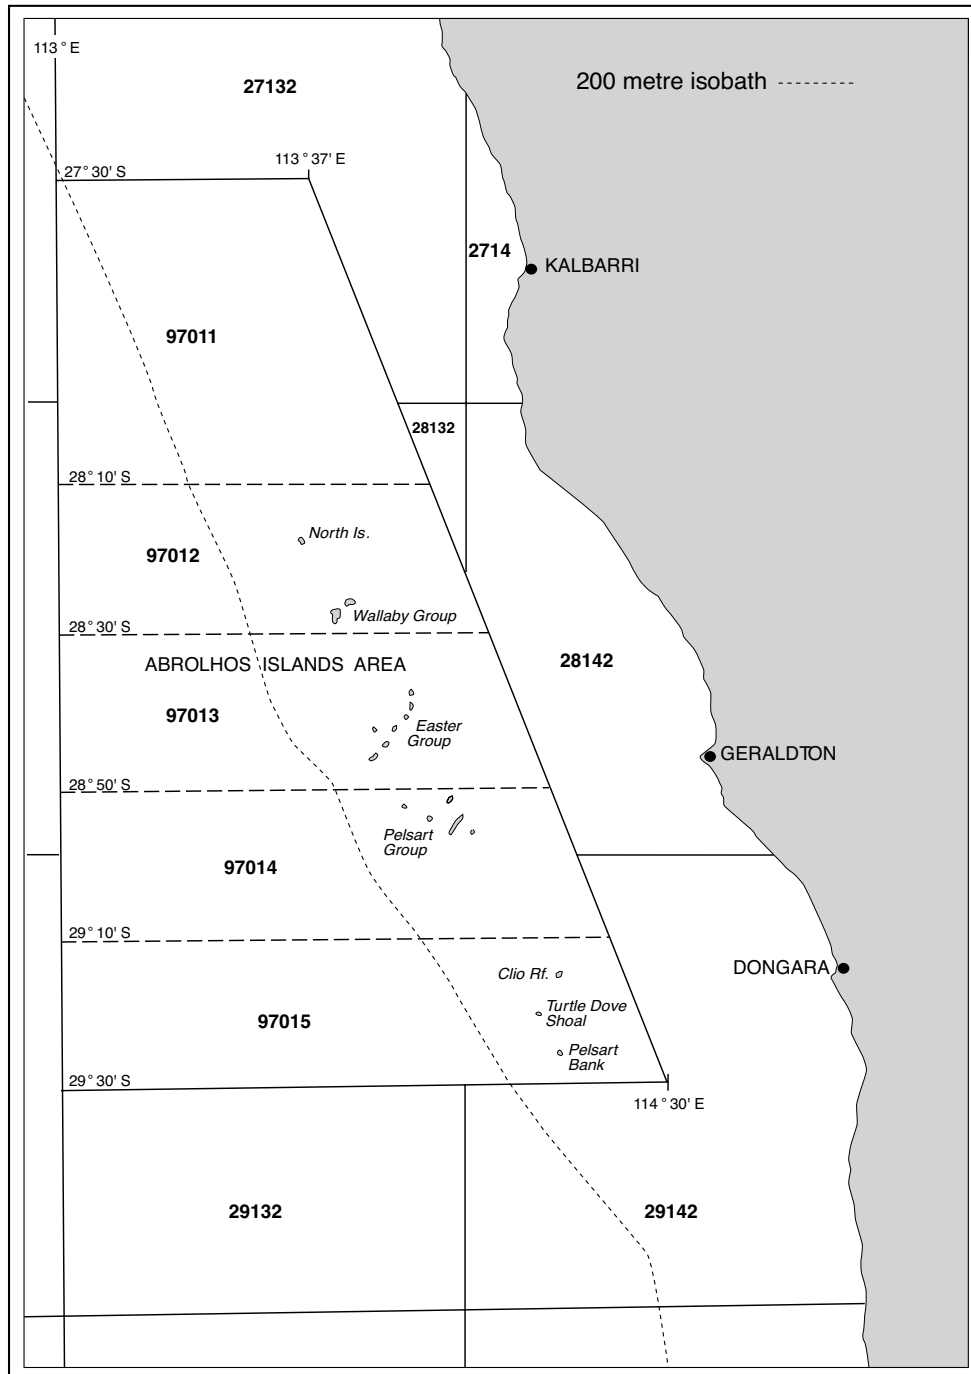 113° E
27132
200 metre isobath
113° 37' E
27° 30' S
2714
KALBARRI
97011
28132
28° 10' S
North Is.
97012
Wallaby Group
28° 30' S
28142
ABROLHOS ISLANDS AREA
97013
Easter
Group
GERALDTON
28° 50' S
Pelsart
Group
97014
29° 10' S
DONGARA
Clio Rf.
Turtle Dove
Shoal
97015
Pelsart
Bank
29° 30' S
114° 30' E
29132
29142